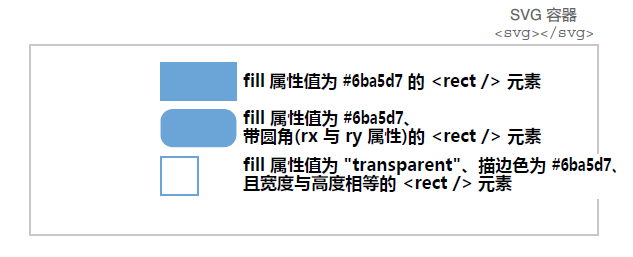 SVG 容器
<svg></svg>
fill 属性值为 #6ba5d7 的 <rect /> 元素
fill 属性值为 #6ba5d7、
带圆角(rx 与 ry 属性)的 <rect /> 元素
fill 属性值为 "transparent"、描边色为 #6ba5d7、
且宽度与高度相等的 <rect /> 元素